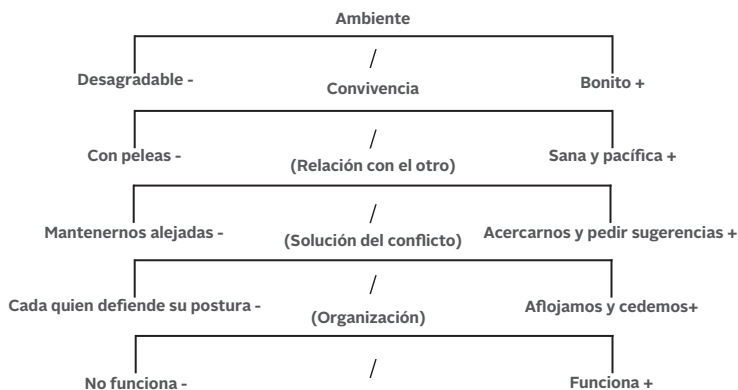 Ambiente
/
Desagradable -
Convivencia
Bonito +
/
Con peleas -
(Relación con el otro)
Sana y pacífica +
/
Mantenernos alejadas -
(Solución del conflicto)
Acercarnos y pedir sugerencias +
/
Cada quien defiende su postura -
(Organización)
Aflojamos y cedemos+
/
No funciona -
Funciona +